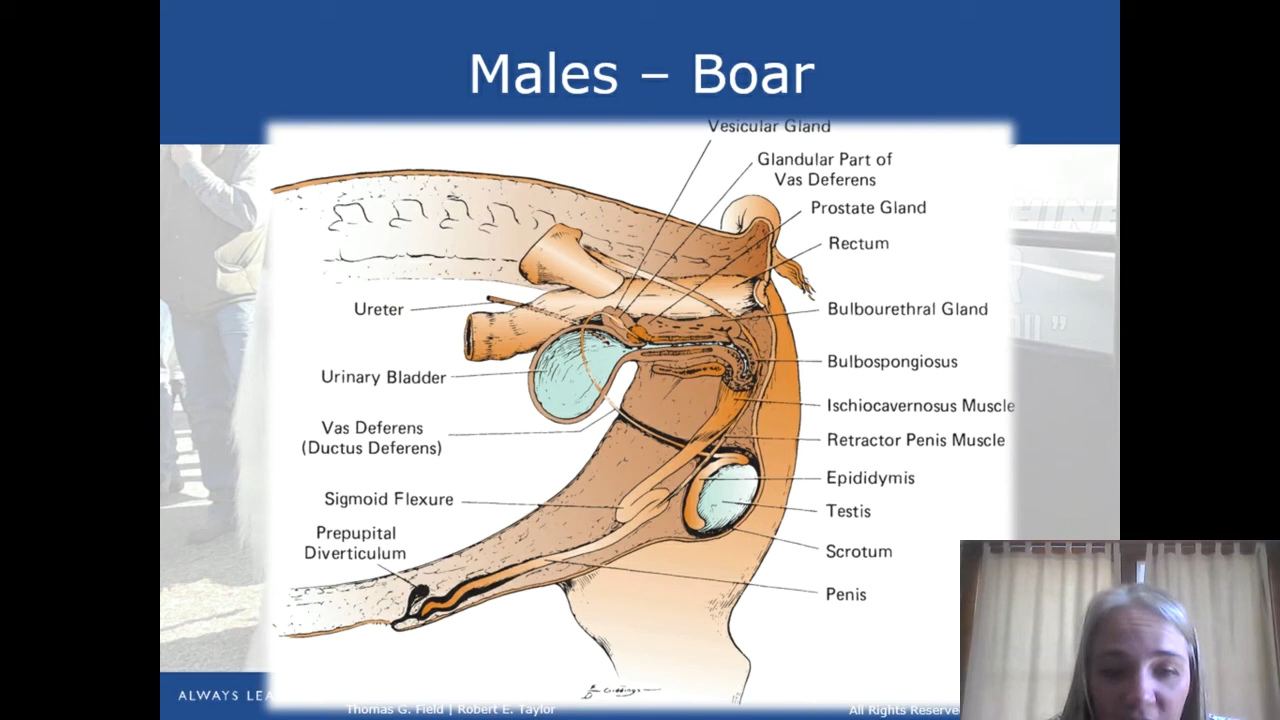 Males – Boar
Vesicular Gland
Glandular Part of
Vas Deferens
Prostate Gland
Rectum
Ureter
Bulbourethral Gland
Urinary Bladder
Bulbospongiosus
Ischiocavernosus Muscle
Vas Deferens
(Ductus Deferens)
Retractor Penis Muscle
Epididymis
Sigmoid Flexure
Testis
Prepupital
Diverticulum
Scrotum
Penis
ALWAYS LEA
Thomas G. Field | Robert E. Taylor
All Rights Reserve